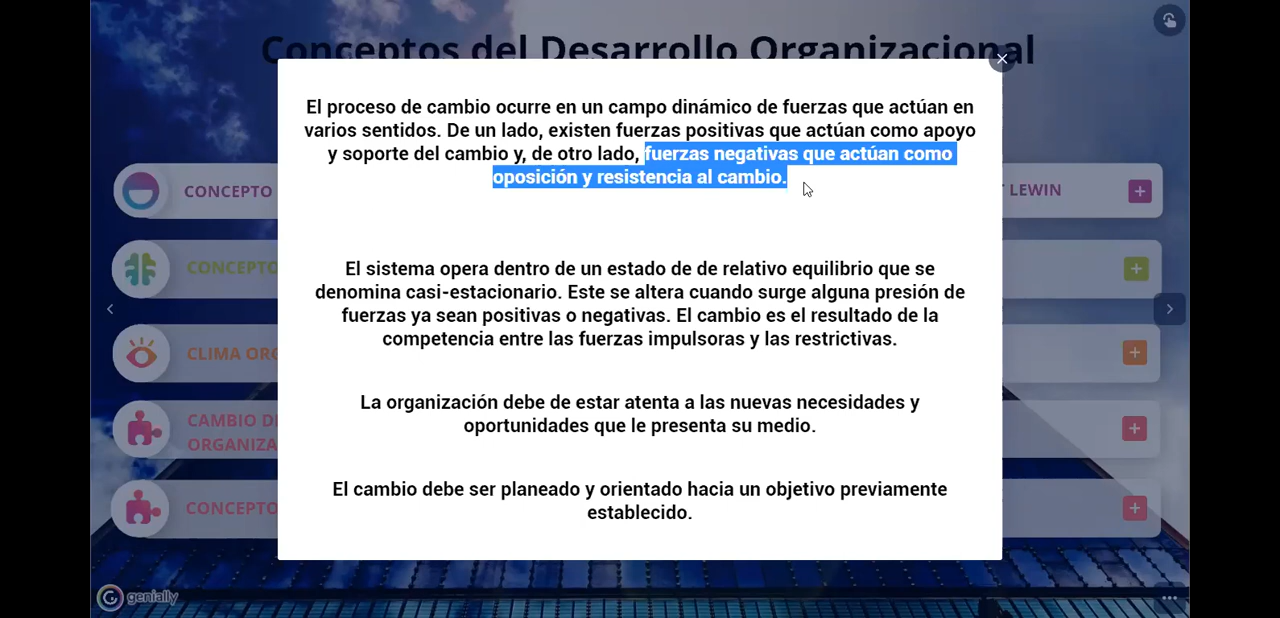 Conceptos del Desarrollo Organizacional
El proceso de cambio ocurre en un campo dinámico de fuerzas que actúan en
varios sentidos. De un lado, existen fuerzas positivas que actúan como apoyo
y soporte del cambio y, de otro lado, fuerzas negativas que actúan como
oposición y resistencia al cambio.
El sistema opera dentro de un estado de de relativo equilibrio que se
denomina casi-estacionario. Este se altera cuando surge alguna presión de
fuerzas ya sean positivas o negativas. El cambio es el resultado de la
competencia entre las fuerzas impulsoras y las restrictivas.
La organización debe de estar atenta a las nuevas necesidades y
oportunidades que le presenta su medio.
El cambio debe ser planeado y orientado hacia un objetivo previamente
establecido.
CONCEPTO
LEWIN
CONCEPTO
CLIMA
CAMBIO
CONCEPTO
genially